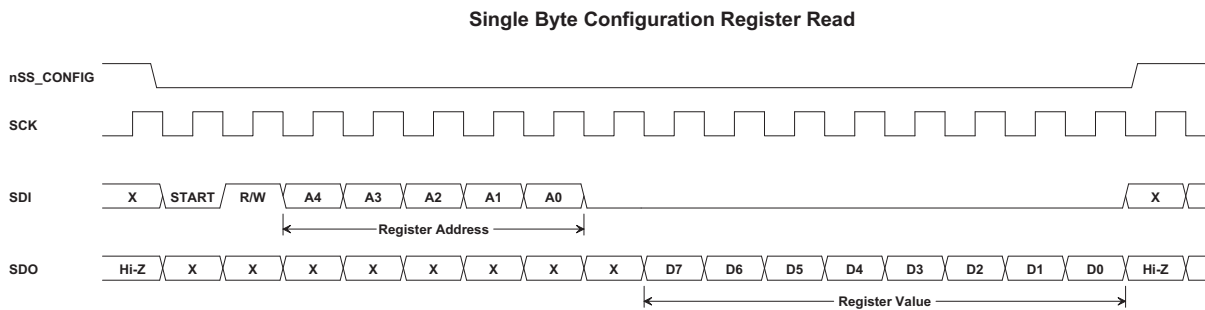 Single Byte Configuration Register Read
nSS_CONFIG
SCK
SDI X START R/W A4 A3 A2 A1 A0 X
Register Address
SDO Hi-Z X X X X X X X X D7 D6 D5 D4 D3 D2 D1 D0 Hi-Z
Register Value